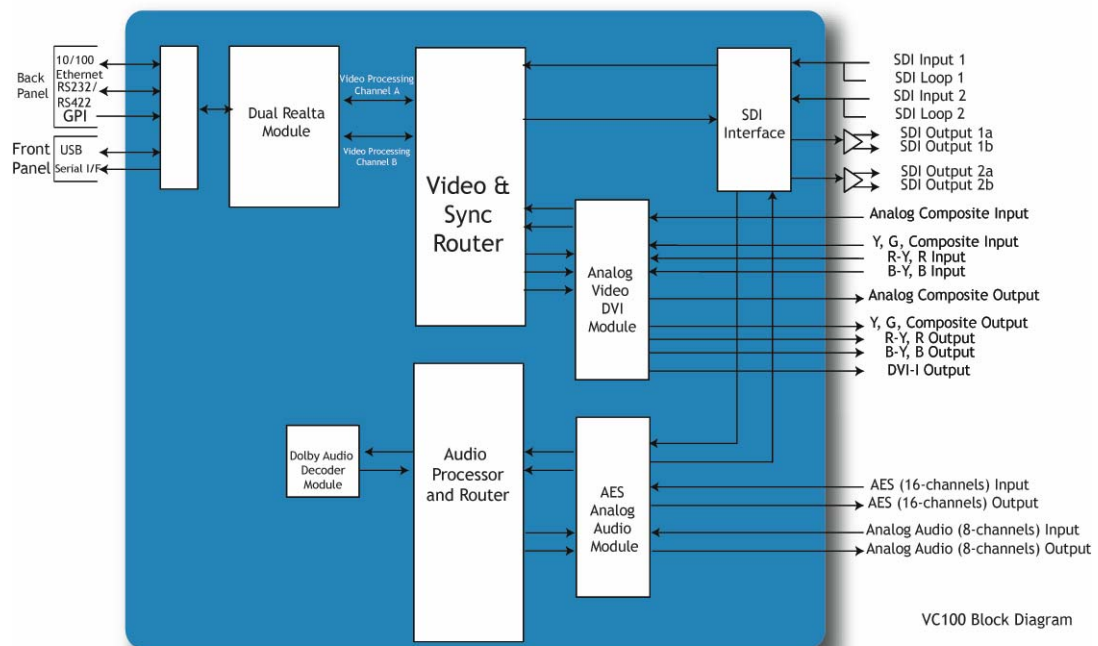 Back
Panel
10/100
Ethernet
RS232/
RS422
GPI
Front
Panel
USB
Serial I/F
Dual Realta
Module
Video Processing
Channel A
Video Processing
Channel B
Video &
Sync
Router
SDI
Interface
SDI Input 1
SDI Loop 1
SDI Input 2
SDI Loop 2
SDI Output 1a
SDI Output 1b
SDI Output 2a
SDI Output 2b
Analog
Video
DVI
Module
Analog Composite Input
Y, G, Composite Input
R-Y, R Input
B-Y, B Input
Analog Composite Output
Y, G, Composite Output
R-Y, R Output
B-Y, B Output
DVI-I Output
Dolby Audio
Decoder
Module
Audio
Processor
and Router
AES
Analog
Audio
Module
AES (16-channels) Input
AES (16-channels) Output
Analog Audio (8-channels) Input
Analog Audio (8-channels) Output
VC100 Block Diagram